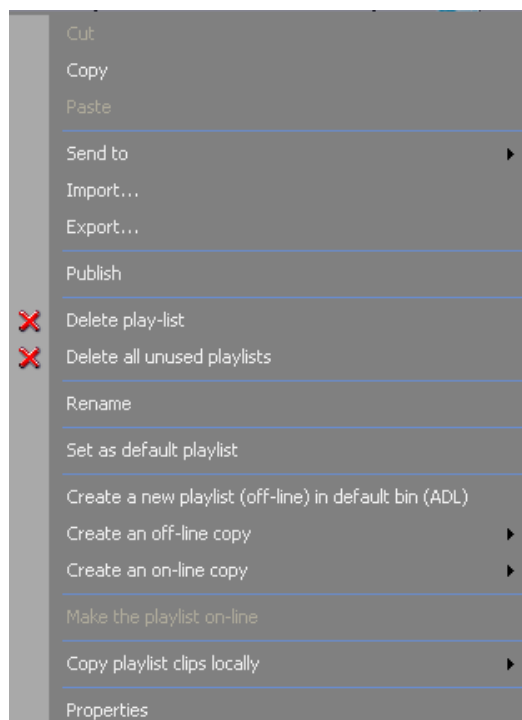 Cut
Copy
Paste
Send to
Import...
Export...
Publish
Delete play-list
Delete all unused playlists
Rename
Set as default playlist
Create a new playlist (off-line) in default bin (ADL)
Create an off-line copy
Create an on-line copy
Make the playlist on-line
Copy playlist clips locally
Properties